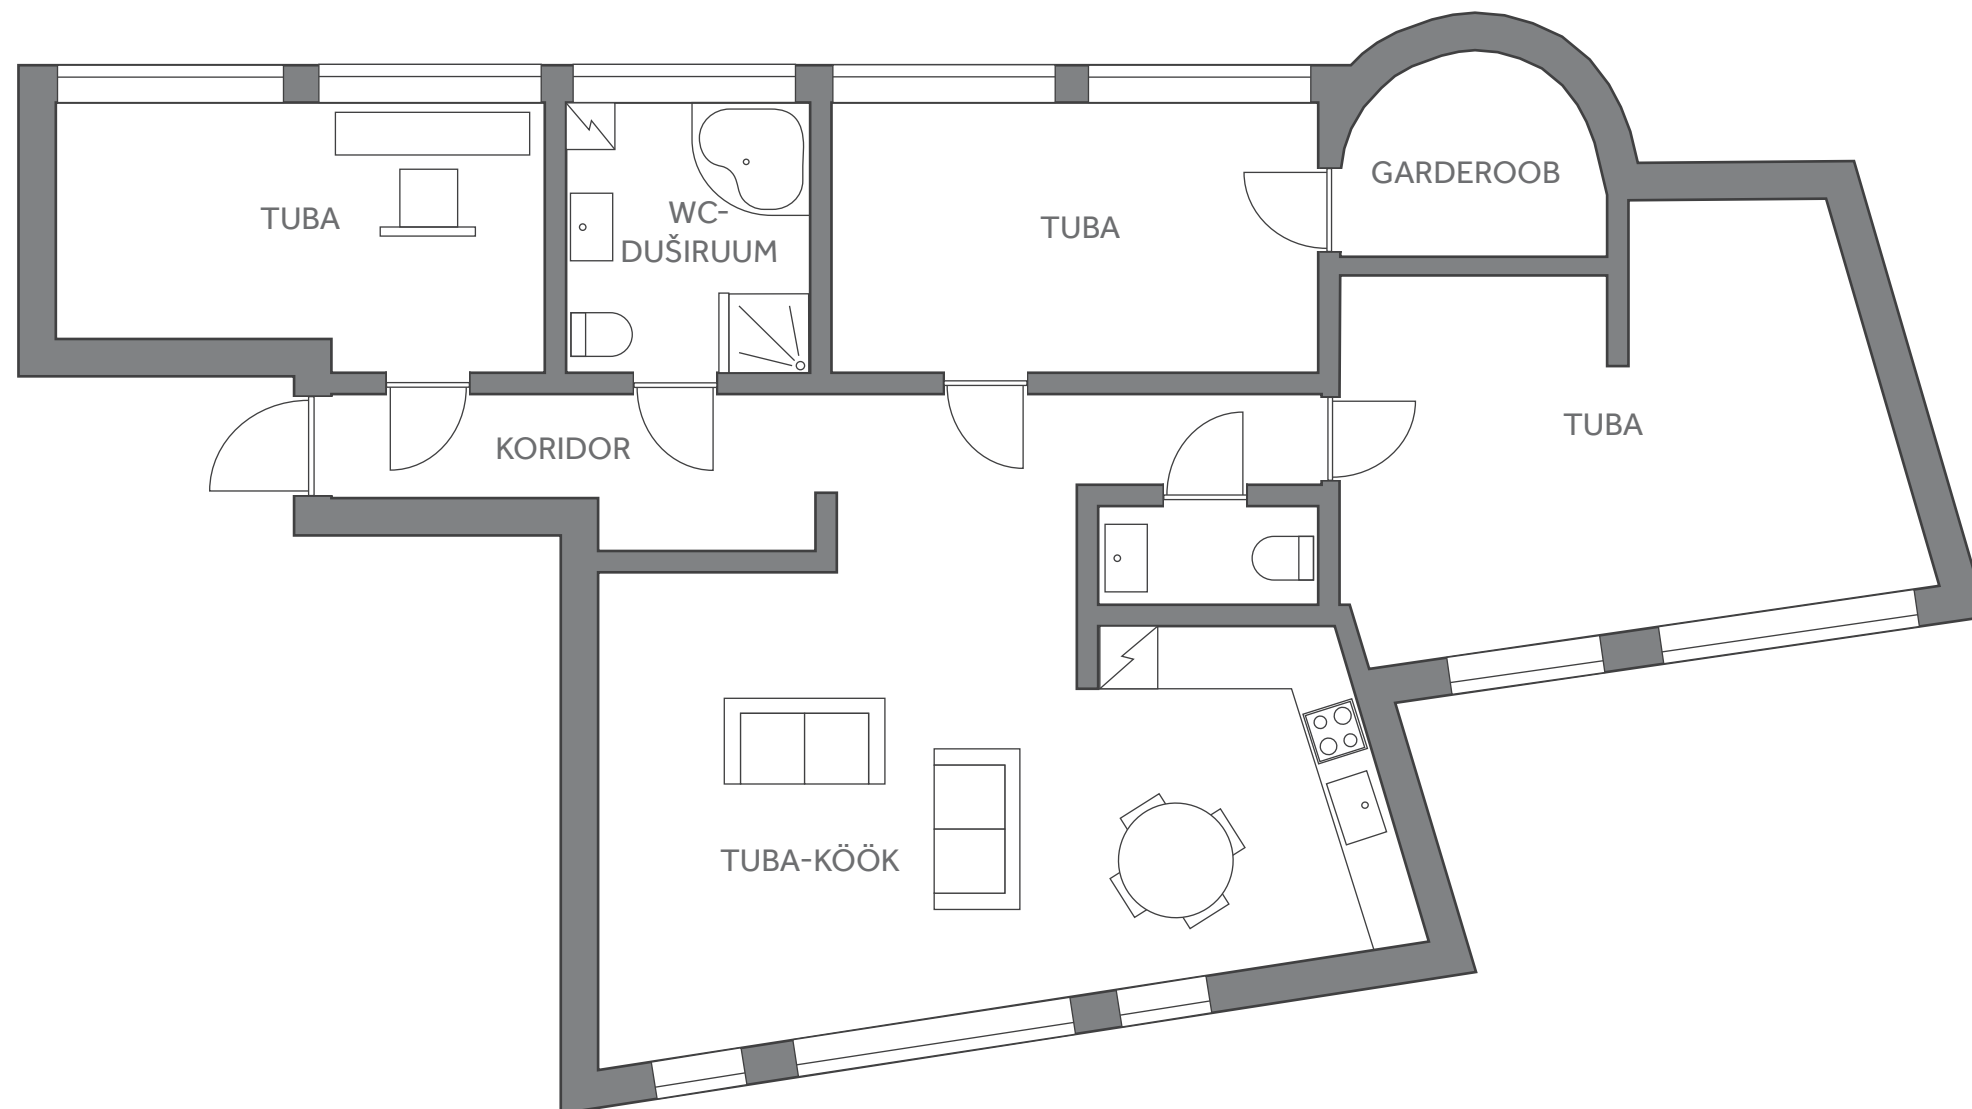 GARDEROOB
TUBA
WC-
DUŠIRUUM
TUBA
TUBA
KORIDOR
TUBA-KÖÖK